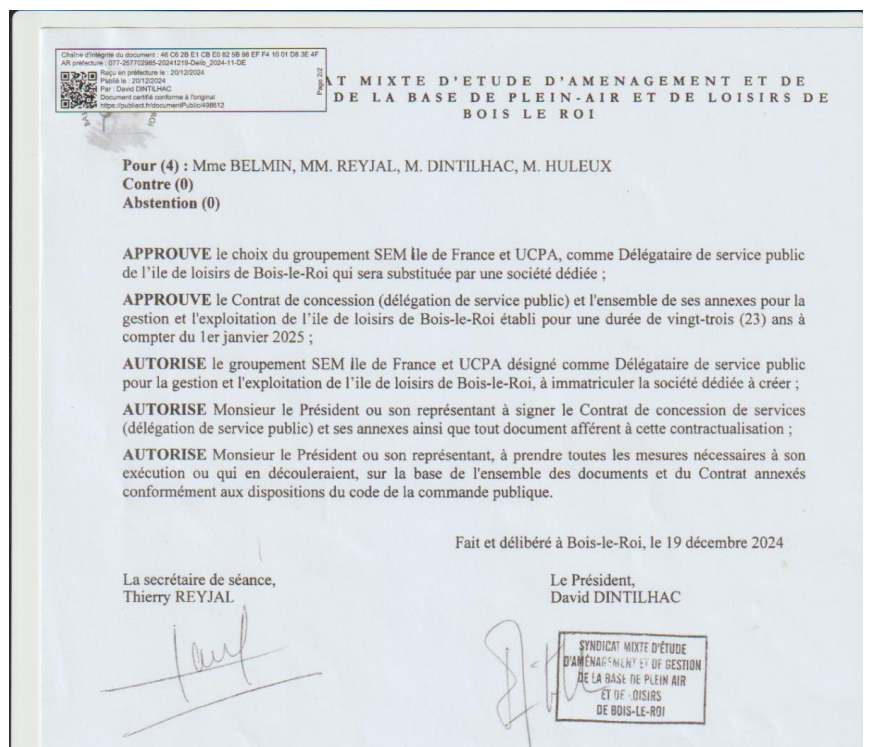 Chaîne d'intégrité du document : 46 C6 2B E1 CB E0 82 5B 98 EF F4 10 01 D8 3E 4F
AR préfecture : 077-257702985-20241219-Delib_2024-11-DE
Reçu en préfecture le : 20/12/2024
Publié le : 20/12/2024
Par : David DINTILHAC
Document certifié conforme à l'original
https://publiact.fr/documentPublic/498612
Page 2/2
AT MIXTE D'ETUDE D'AMENAGEMENT ET DE
DE LA BASE DE PLEIN-AIR ET DE LOISIRS DE
BOIS LE ROI
Pour (4) : Mme BELMIN, MM. REYJAL, M. DINTILHAC, M. HULEUX
Contre (0)
Abstention (0)
APPROUVE le choix du groupement SEM île de France et UCPA, comme Délégataire de service public
de l'ile de loisirs de Bois-le-Roi qui sera substituée par une société dédiée ;
APPROUVE le Contrat de concession (délégation de service public) et l'ensemble de ses annexes pour la
gestion et l'exploitation de l'ile de loisirs de Bois-le-Roi établi pour une durée de vingt-trois (23) ans à
compter du 1er janvier 2025 ;
AUTORISE le groupement SEM île de France et UCPA désigné comme Délégataire de service public
pour la gestion et l'exploitation de l'ile de loisirs de Bois-le-Roi, à immatriculer la société dédiée à créer ;
AUTORISE Monsieur le Président ou son représentant à signer le Contrat de concession de services
(délégation de service public) et ses annexes ainsi que tout document afférent à cette contractualisation ;
AUTORISE Monsieur le Président ou son représentant, à prendre toutes les mesures nécessaires à son
exécution ou qui en découleraient, sur la base de l'ensemble des documents et du Contrat annexés
conformément aux dispositions du code de la commande publique.
Fait et délibéré à Bois-le-Roi, le 19 décembre 2024
La secrétaire de séance,
Thierry REYJAL
Le Président,
David DINTILHAC
SYNDICAT MIXTE D'ÉTUDE
D'AMÉNAGEMENT ET DE GESTION
DE LA BASE DE PLEIN AIR
ET DE LOISIRS
DE BOIS-LE-ROI